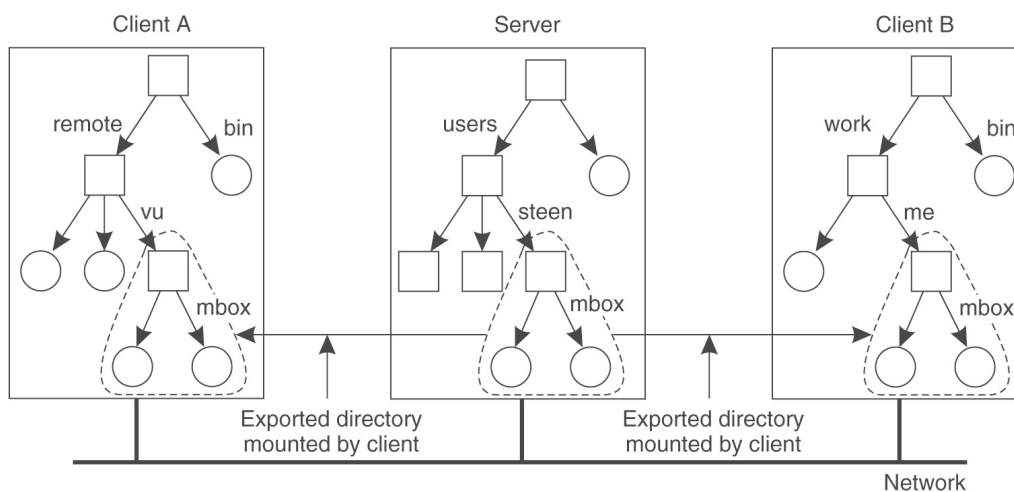 Client A
Server
Client B
remote
bin
users
work
bin
vu
steen
me
mbox
mbox
mbox
Exported directory
mounted by client
Exported directory
mounted by client
Network